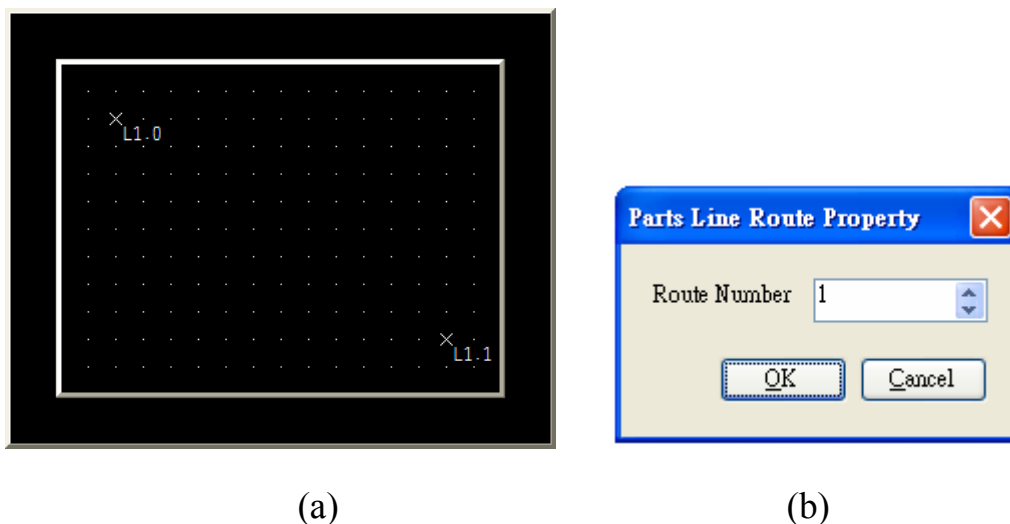 L1.0
L1.1
Parts Line Route Property
Route Number 1
OK Cancel
(a) (b)